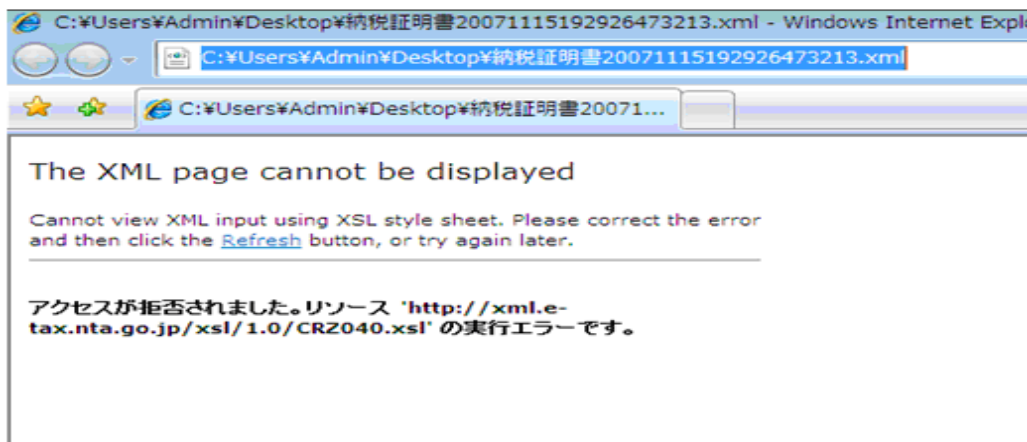 C:¥Users¥Admin¥Desktop¥納税証明書20071115192926473213.xml - Windows Internet Expl
C:¥Users¥Admin¥Desktop¥納税証明書20071115192926473213.xml
C:¥Users¥Admin¥Desktop¥納税証明書20071...
The XML page cannot be displayed
Cannot view XML input using XSL style sheet. Please correct the error
and then click the Refresh button, or try again later.
アクセスが拒否されました。リソース 'http://xml.e-
tax.nta.go.jp/xsl/1.0/CRZ040.xsl' の実行エラーです。